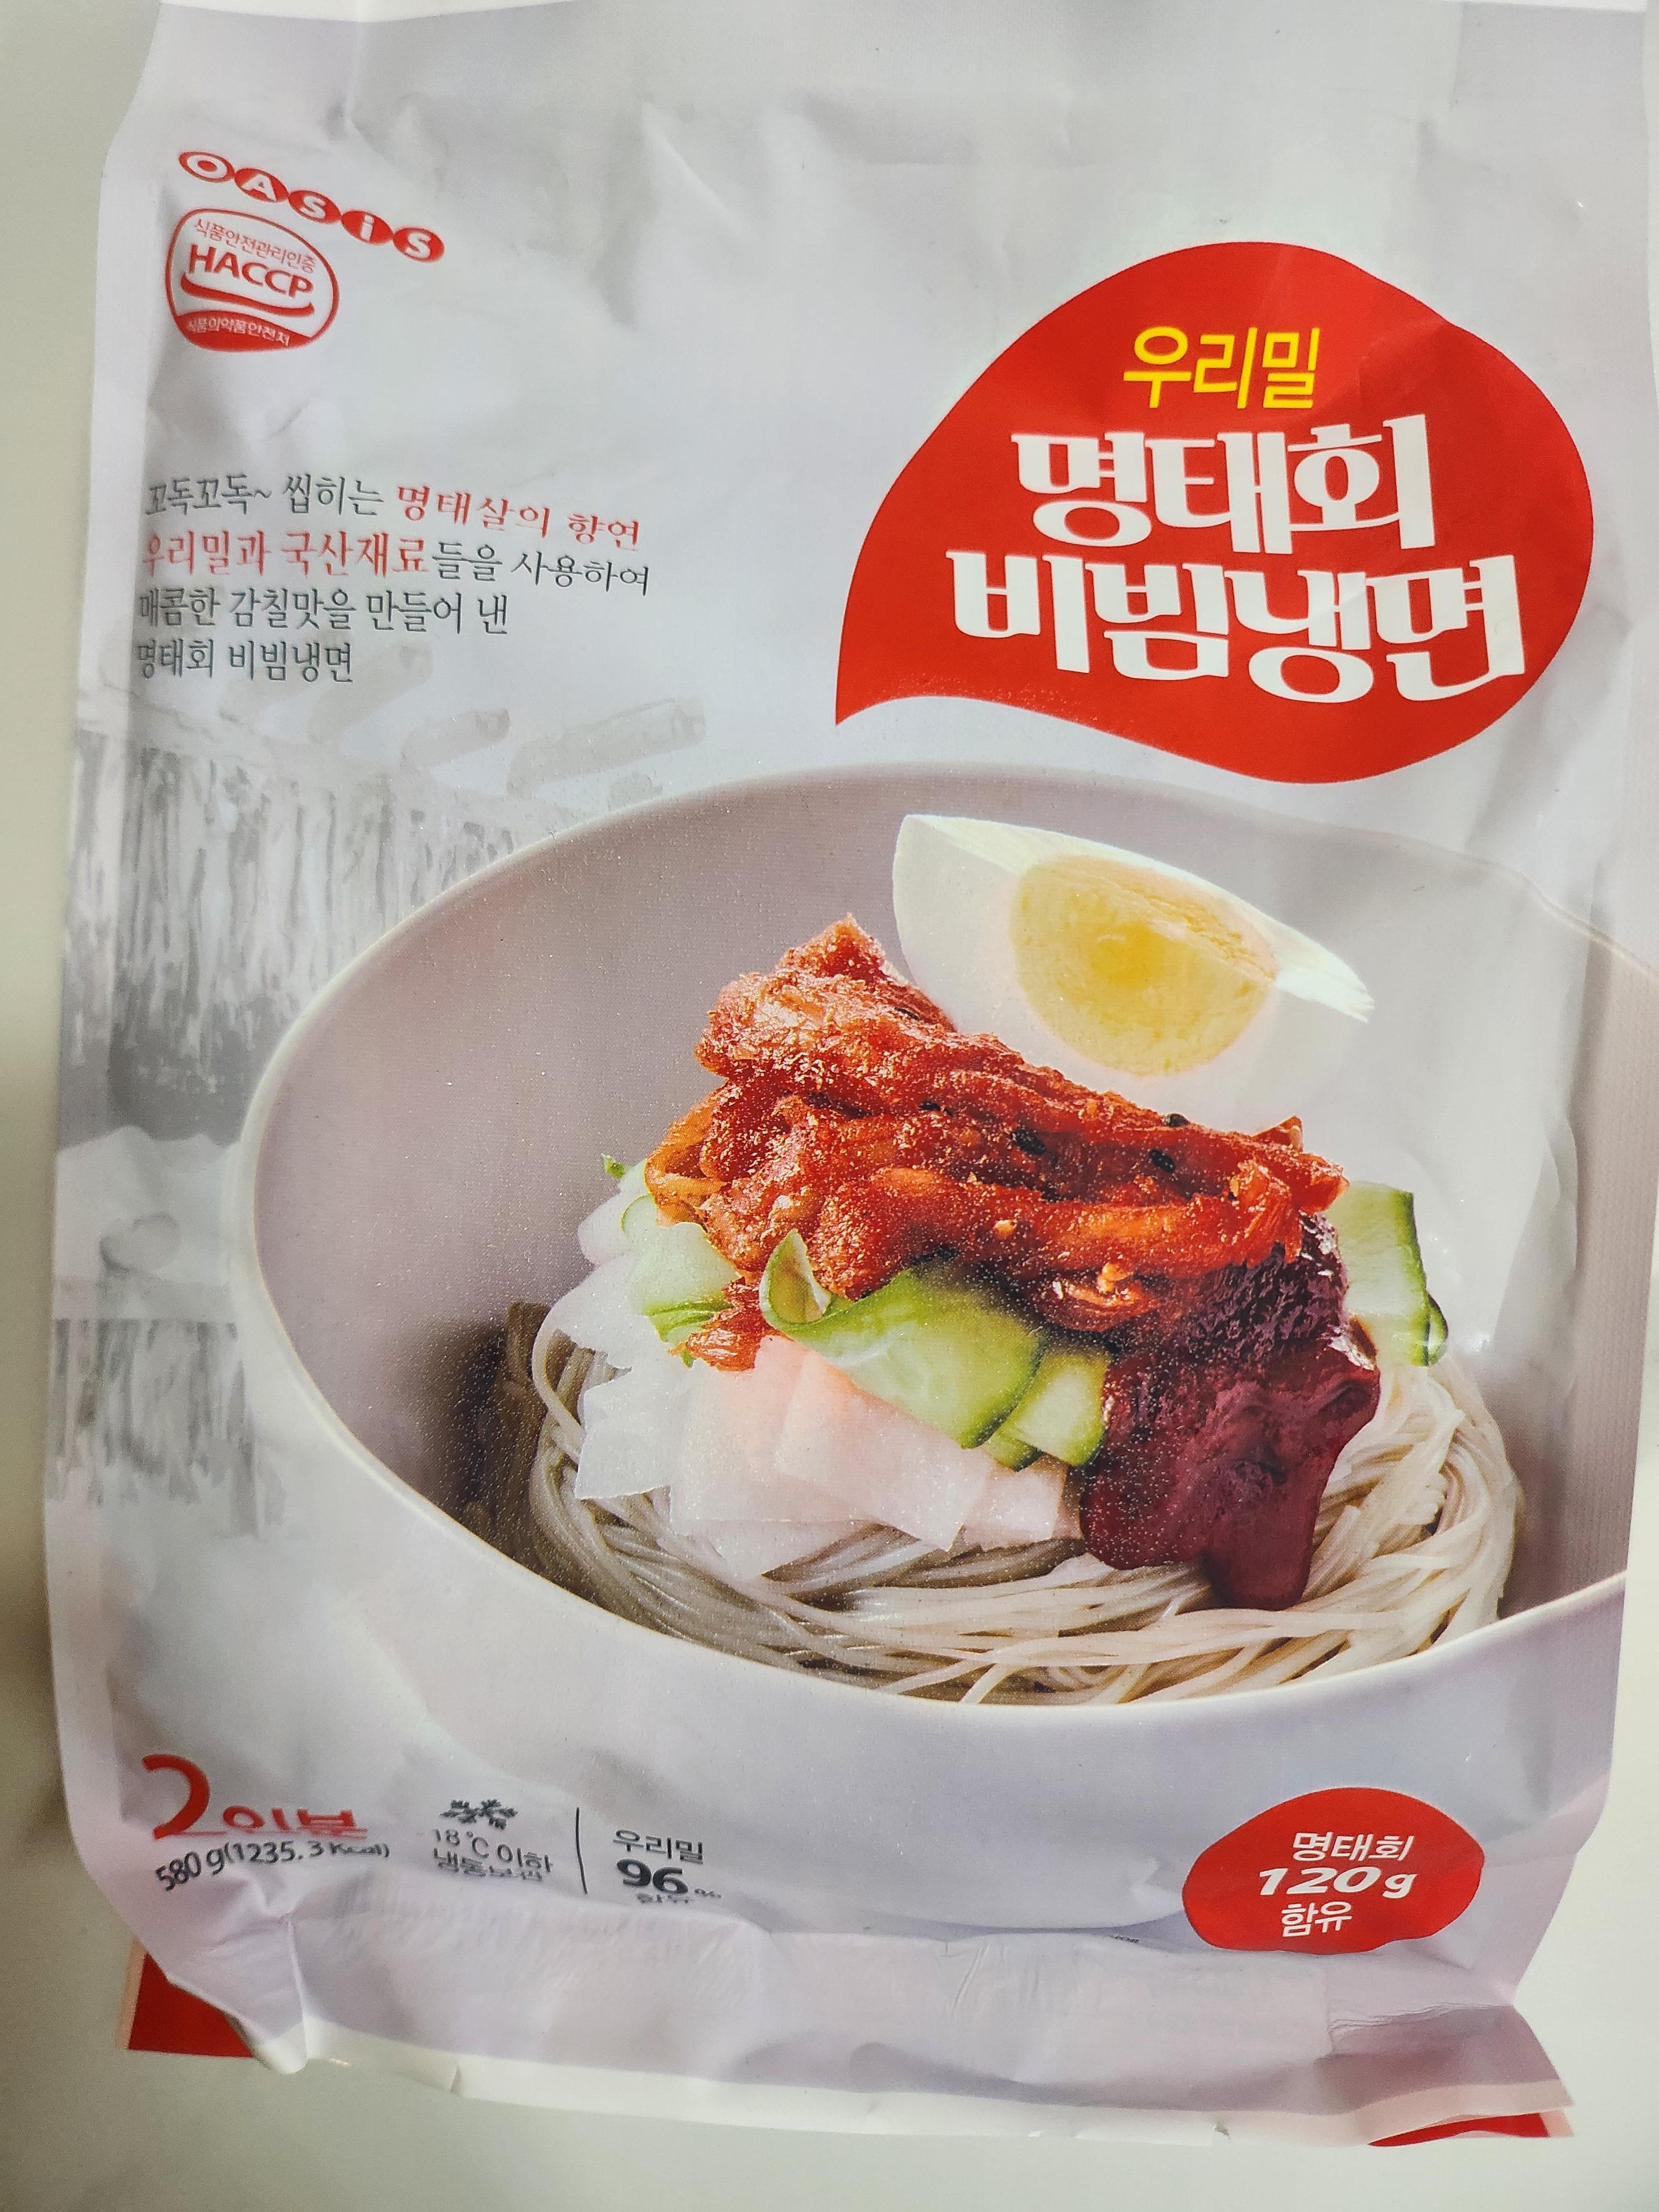 OASIS
식품안전관리인증
HACCP
식품의약품안전처
우리밀
명태회
비빔냉면
꼬독꼬독~ 씹히는 명태살의 향연
우리밀과 국산재료들을 사용하여
매콤한 감칠맛을 만들어 낸
명태회 비빔냉면
2인분
580g(1235.3Kcal)
18℃ 이하
냉동보관
우리밀
96%
함유
명태회
120g
함유